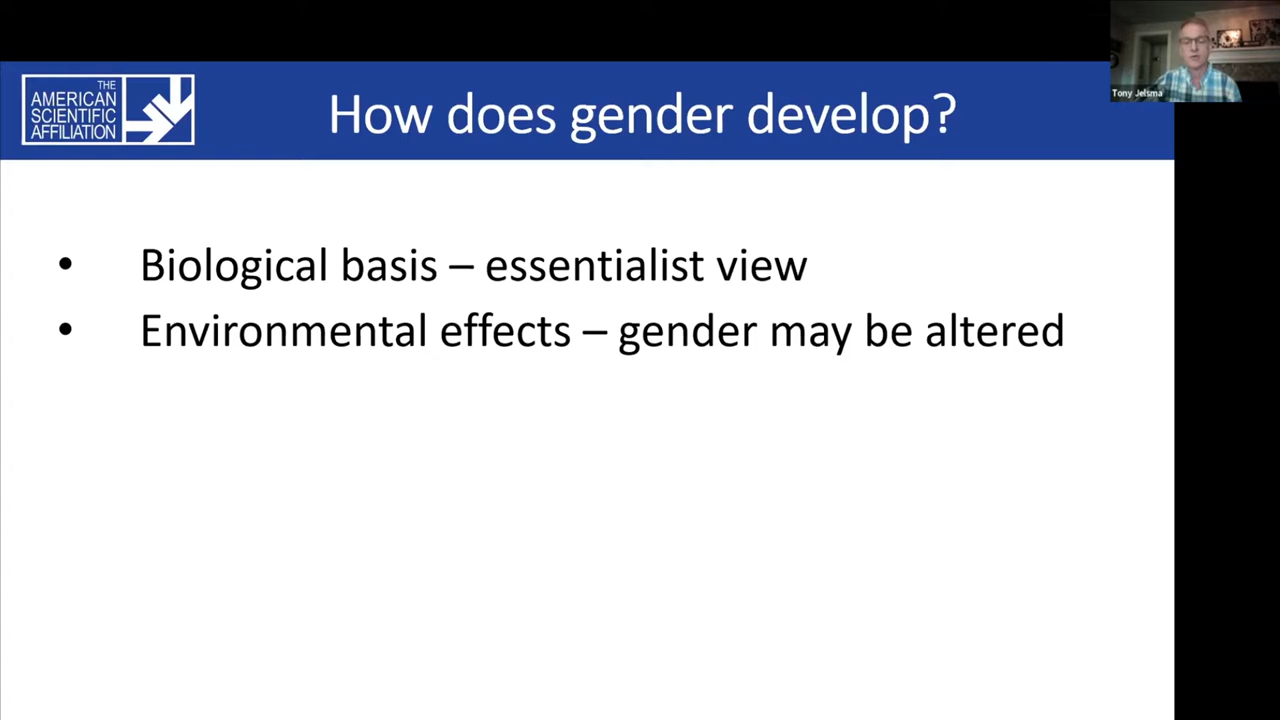 THE
AMERICAN
SCIENTIFIC
AFFILIATION
How does gender develop?
Tony Jelsma
• Biological basis – essentialist view
• Environmental effects – gender may be altered